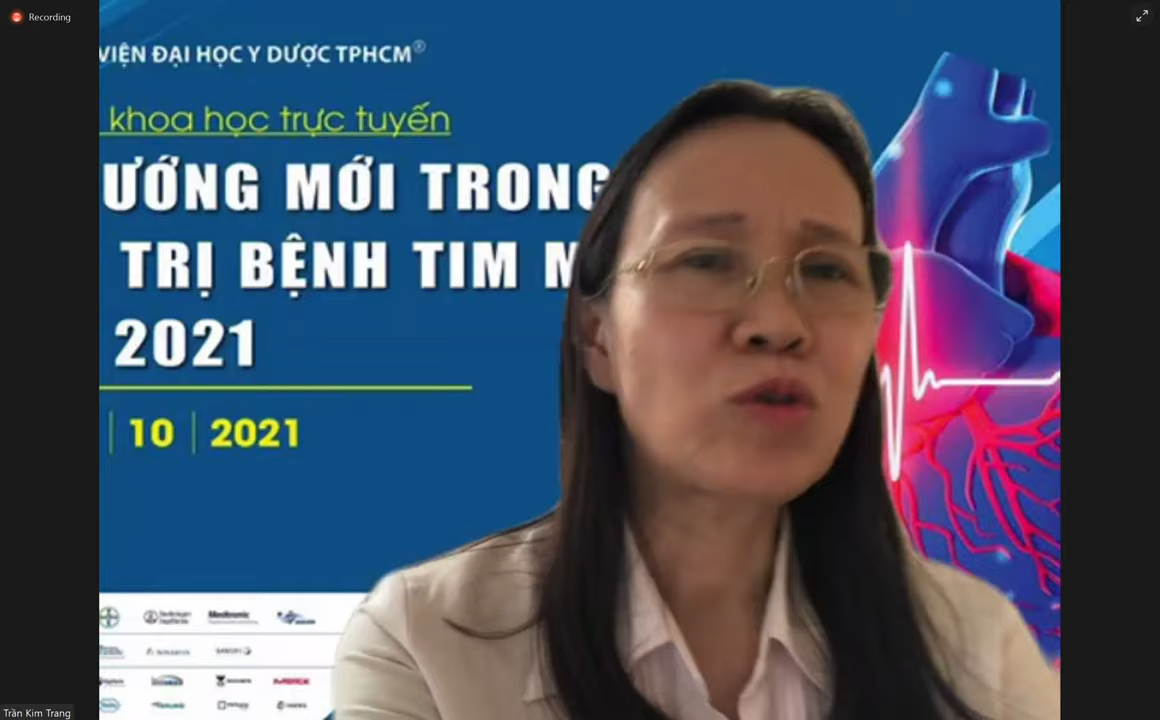 Recording
VIỆN ĐẠI HỌC Y DƯỢC TPHCM®
khoa học trực tuyến
ƯỚNG MỚI TRONG
TRỊ BỆNH TIM M
2021
10 | 2021
Medtronic
NOVARTIS
SANOFI
MERCK
Trần Kim Trang